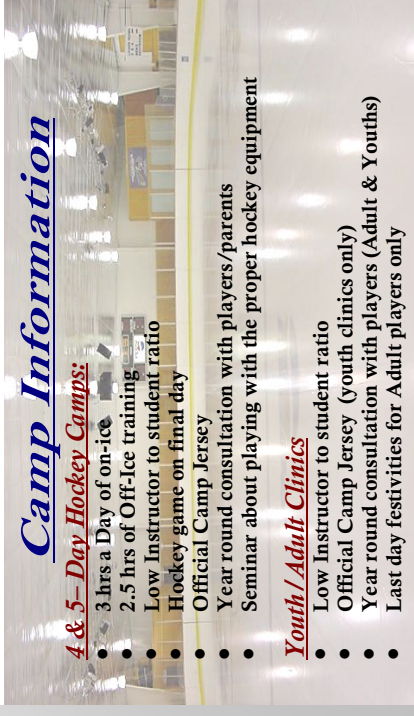 Camp Information
4 & 5– Day Hockey Camps:
• 3 hrs a Day of on-ice
• 2.5 hrs of Off-Ice training
• Low Instructor to student ratio
• Hockey game on final day
• Official Camp Jersey
• Year round consultation with players/parents
• Seminar about playing with the proper hockey equipment
Youth / Adult Clinics
• Low Instructor to student ratio
• Official Camp Jersey (youth clinics only)
• Year round consultation with players (Adult & Youths)
• Last day festivities for Adult players only